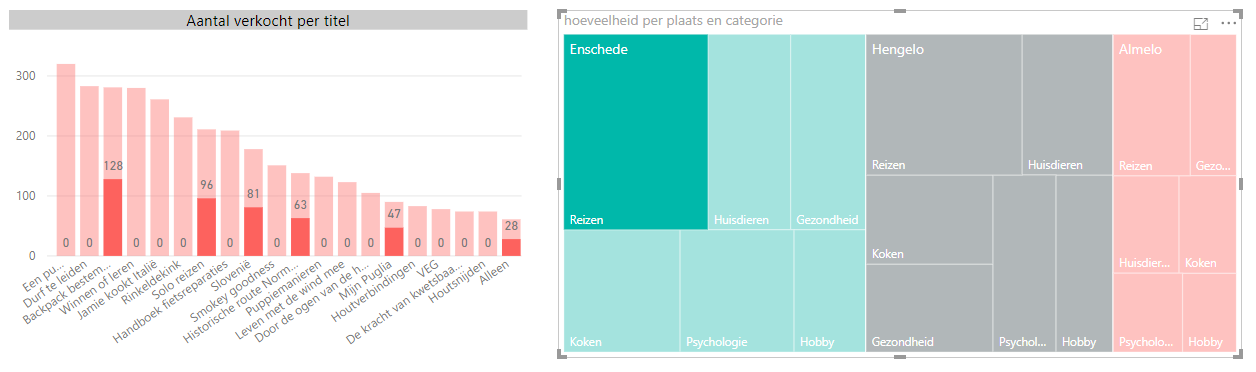 Aantal verkocht per titel
300
200
100
0
0
0
128
0
0
0
96
0
81
0
63
0
0
0
47
0
0
0
0
28
Een pu...
Durf te leiden
Backpack bestem...
Winnen of leren
Jamie kookt Italië
Rinkeldekink
Solo reizen
Handboek fietsreparaties
Slovenië
Smokey goodness
Historische route Norm...
Puppiemanieren
Leven met de wind mee
Door de ogen van de h...
Mijn Puglia
Houtverbindingen
VEG
De kracht van kwetsbaa...
Houtsnijden
Alleen
hoeveelheid per plaats en categorie
Enschede
Reizen
Huisdieren
Gezondheid
Koken
Psychologie
Hobby
Hengelo
Reizen
Huisdieren
Koken
Gezondheid
Psychol...
Hobby
Almelo
Reizen
Gezo...
Huisdier...
Koken
Psycholo...
Hobby